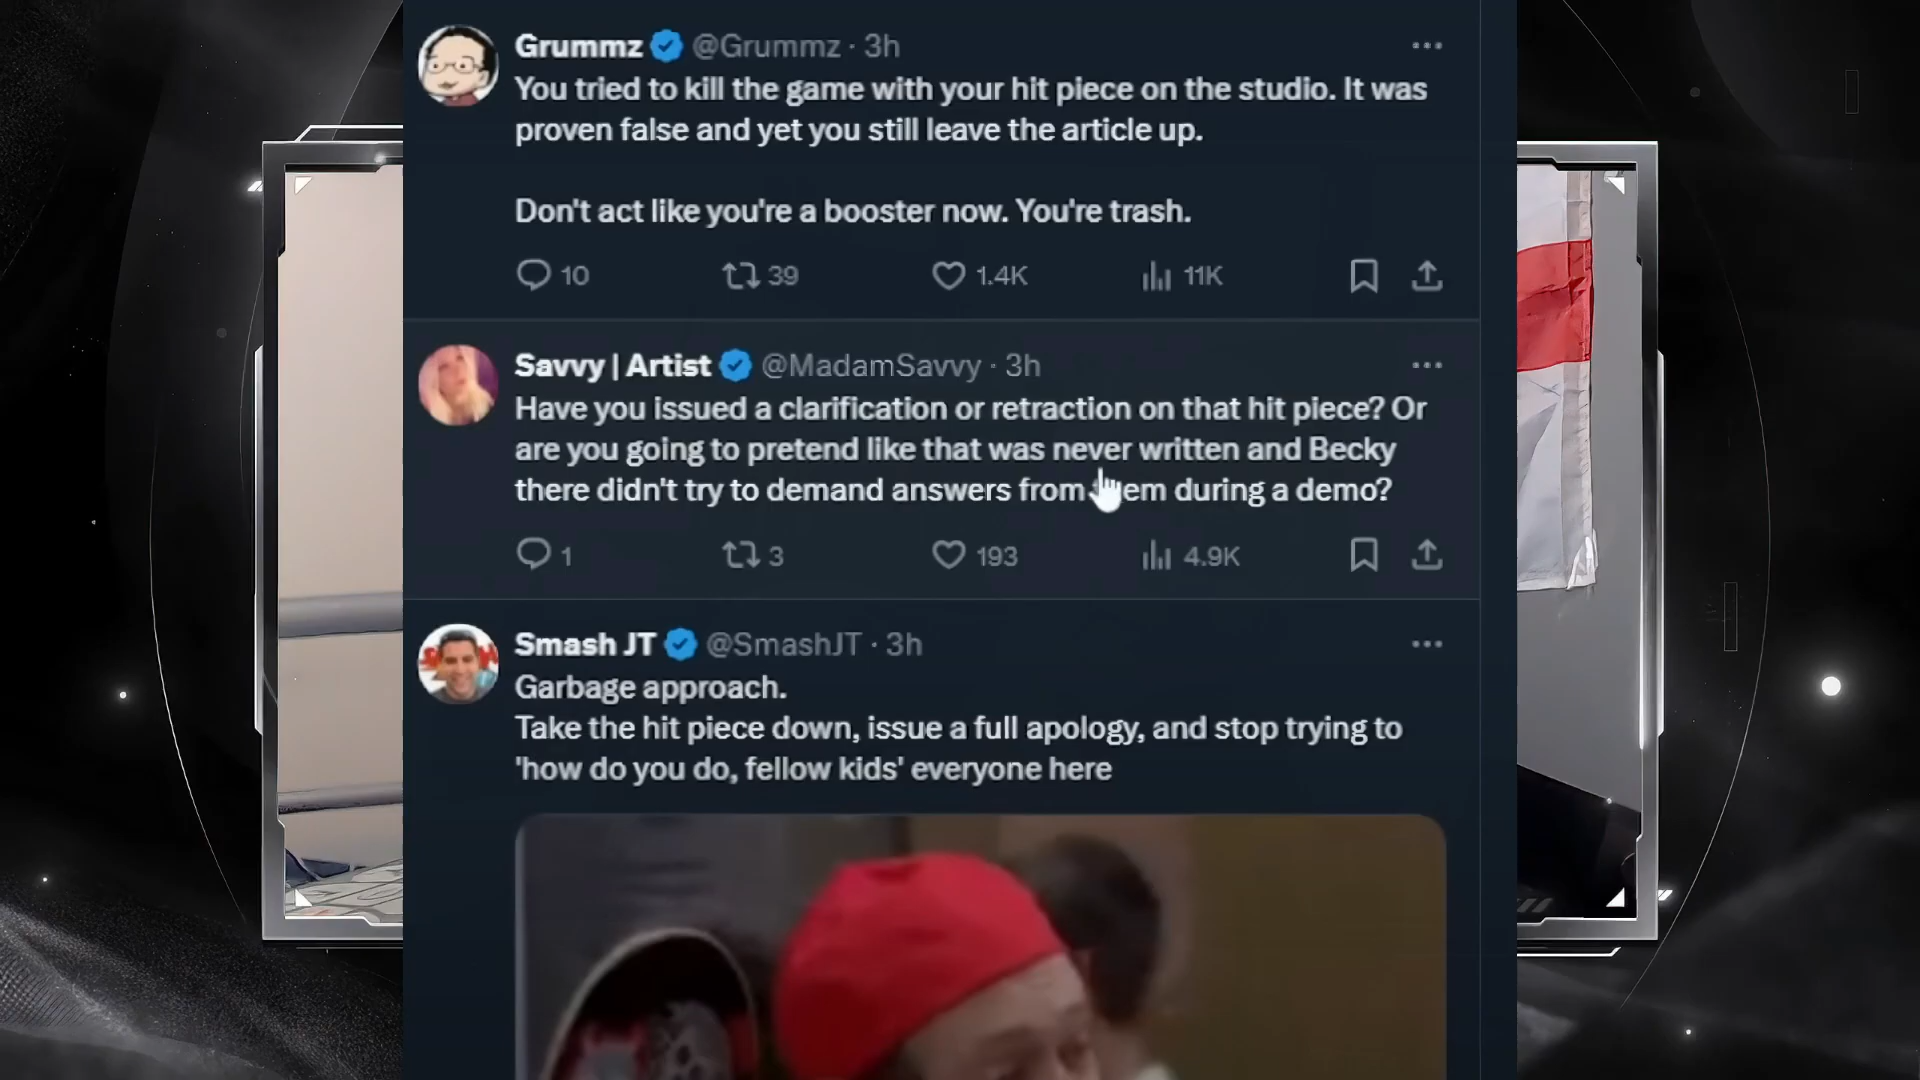 Grummz @Grummz · 3h
You tried to kill the game with your hit piece on the studio. It was
proven false and yet you still leave the article up.
Don't act like you're a booster now. You're trash.
10 39 1.4K 11K
Savvy | Artist @MadamSavvy · 3h
Have you issued a clarification or retraction on that hit piece? Or
are you going to pretend like that was never written and Becky
there didn't try to demand answers from them during a demo?
1 3 193 4.9K
Smash JT @SmashJT · 3h
Garbage approach.
Take the hit piece down, issue a full apology, and stop trying to
'how do you do, fellow kids' everyone here